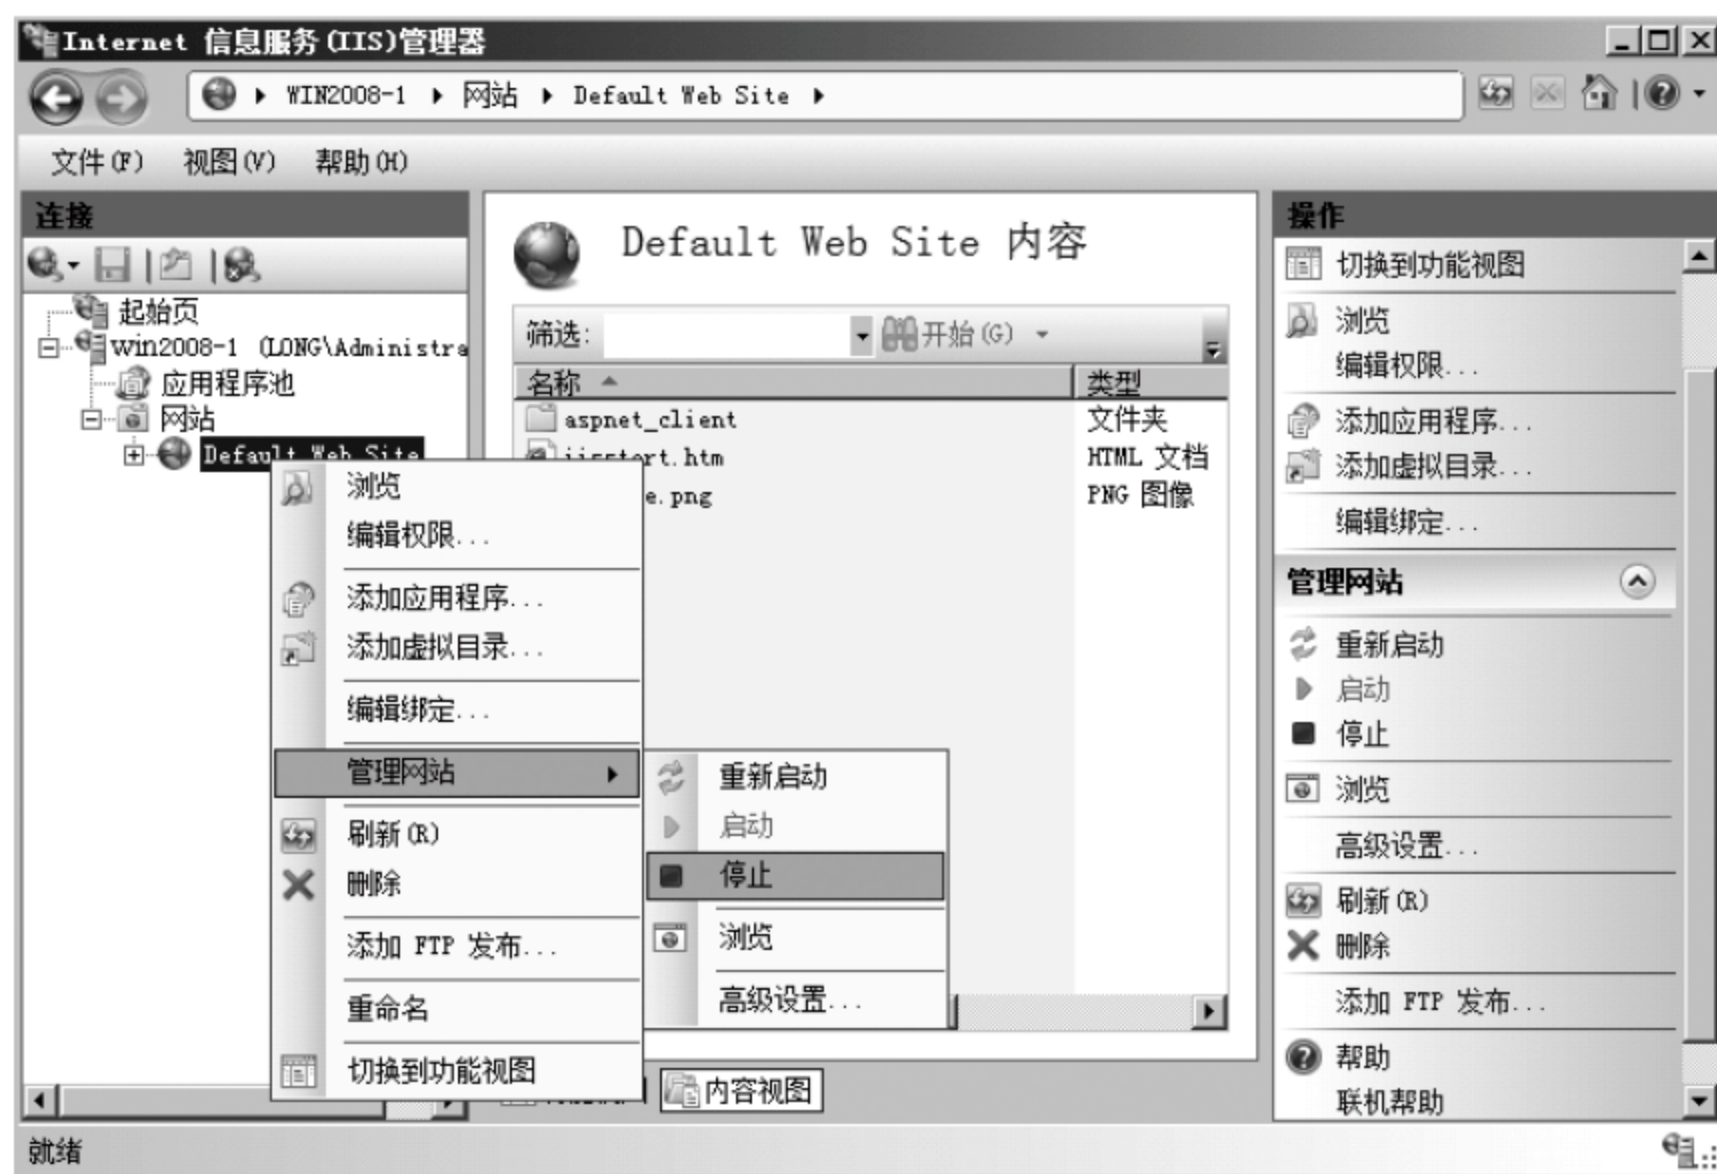 Internet 信息服务(IIS)管理器
WIN2008-1 网站 Default Web Site
文件(F) 视图(V) 帮助(H)
连接
起始页
win2008-1 (LONG\Administra
应用程序池
网站
Default Web Site
浏览
编辑权限...
添加应用程序...
添加虚拟目录...
编辑绑定...
管理网站
刷新(R)
删除
添加 FTP 发布...
重命名
切换到功能视图
重新启动
启动
停止
浏览
高级设置...
Default Web Site 内容
筛选: 开始(G)
名称 类型
aspnet_client 文件夹
iisstart.htm HTML 文档
e.png PNG 图像
内容视图
操作
切换到功能视图
浏览
编辑权限...
添加应用程序...
添加虚拟目录...
编辑绑定...
管理网站
重新启动
启动
停止
浏览
高级设置...
刷新(R)
删除
添加 FTP 发布...
帮助
联机帮助
就绪